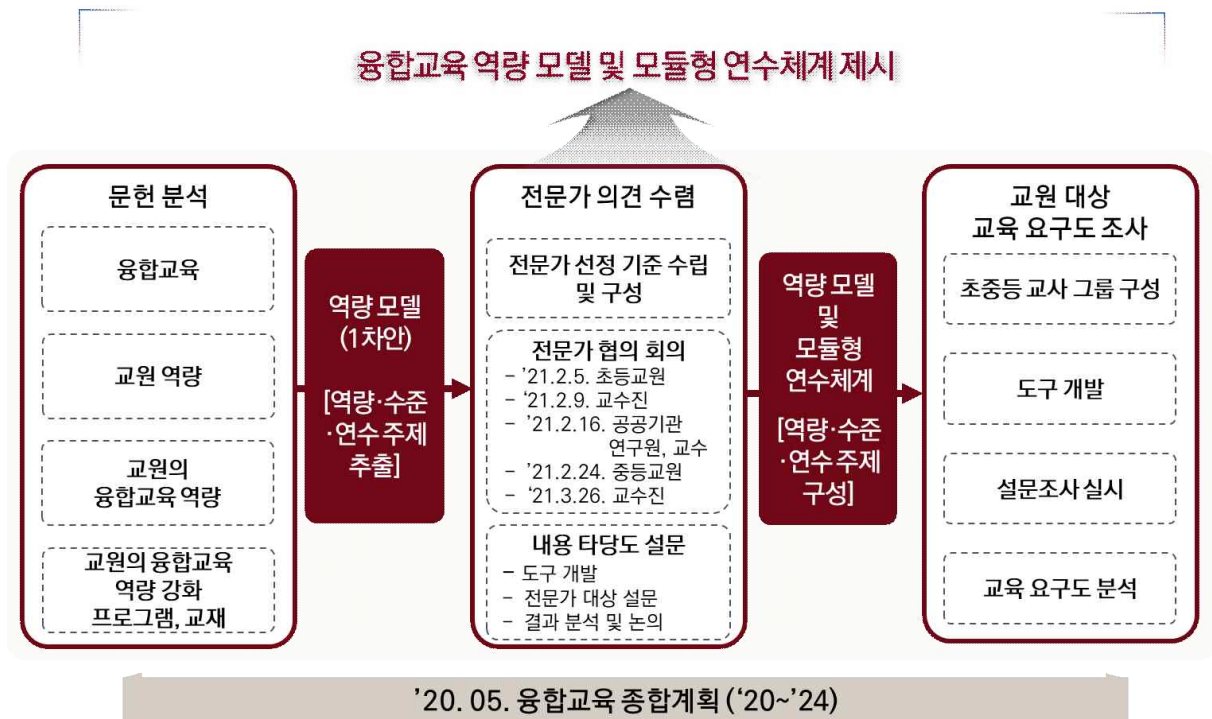 융합교육 역량 모델 및 모듈형 연수체계 제시
문헌 분석
융합교육
교원 역량
교원의
융합교육 역량
교원의 융합교육
역량 강화
프로그램, 교재
역량 모델
(1차안)
[역량·수준
·연수 주제
추출]
전문가 의견 수렴
전문가 선정 기준 수립
및 구성
전문가 협의 회의
– ’21.2.5. 초등교원
– ‘21.2.9. 교수진
– ’21.2.16. 공공기관
연구원, 교수
– ’21.2.24. 중등교원
– ‘21.3.26. 교수진
내용 타당도 설문
– 도구 개발
– 전문가 대상 설문
– 결과 분석 및 논의
역량 모델
및
모듈형
연수체계
[역량·수준
·연수 주제
구성]
교원 대상
교육 요구도 조사
초중등 교사 그룹 구성
도구 개발
설문조사 실시
교육 요구도 분석
’20. 05. 융합교육 종합계획 (‘20~’24)